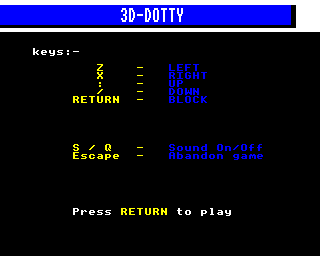 3D-DOTTY
keys:-
Z - LEFT
X - RIGHT
: - UP
/ - DOWN
RETURN - BLOCK
S / Q - Sound On/Off
Escape - Abandon game
Press RETURN to play